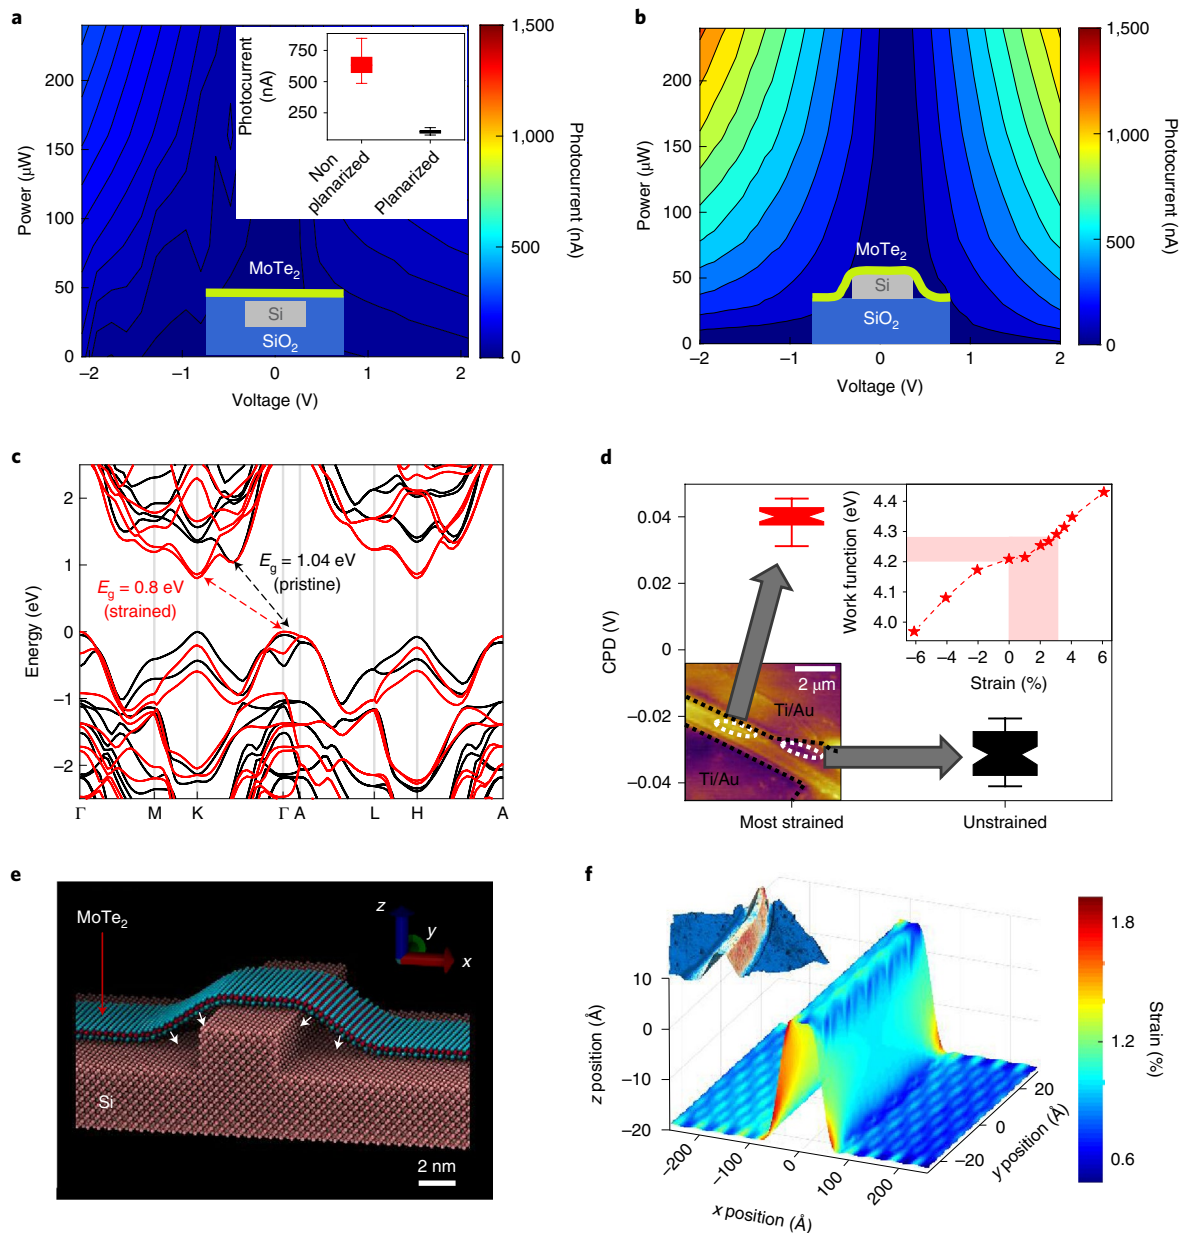 a
Power (µW)
200
150
100
50
0
−2
−1
0
1
2
Voltage (V)
Photocurrent
(nA)
750
500
250
Non
planarized
Planarized
MoTe2
Si
SiO2
1,500
1,000
500
0
Photocurrent (nA)
b
Power (µW)
200
150
100
50
0
−2
−1
0
1
2
Voltage (V)
MoTe2
Si
SiO2
1,500
1,000
500
0
Photocurrent (nA)
c
Energy (eV)
2
1
0
−1
−2
Eg = 1.04 eV
(pristine)
Eg = 0.8 eV
(strained)
Γ
M
K
Γ
A
L
H
A
d
CPD (V)
0.04
0.02
0
−0.02
−0.04
2 µm
Ti/Au
Ti/Au
Most strained
Unstrained
Work function (eV)
4.4
4.3
4.2
4.1
4.0
−6
−4
−2
0
2
4
6
Strain (%)
e
MoTe2
z
y
x
Si
2 nm
f
z position (Å)
10
0
−10
−20
−200
−100
0
100
200
x position (Å)
−20
0
20
y position (Å)
1.8
1.2
0.6
Strain (%)